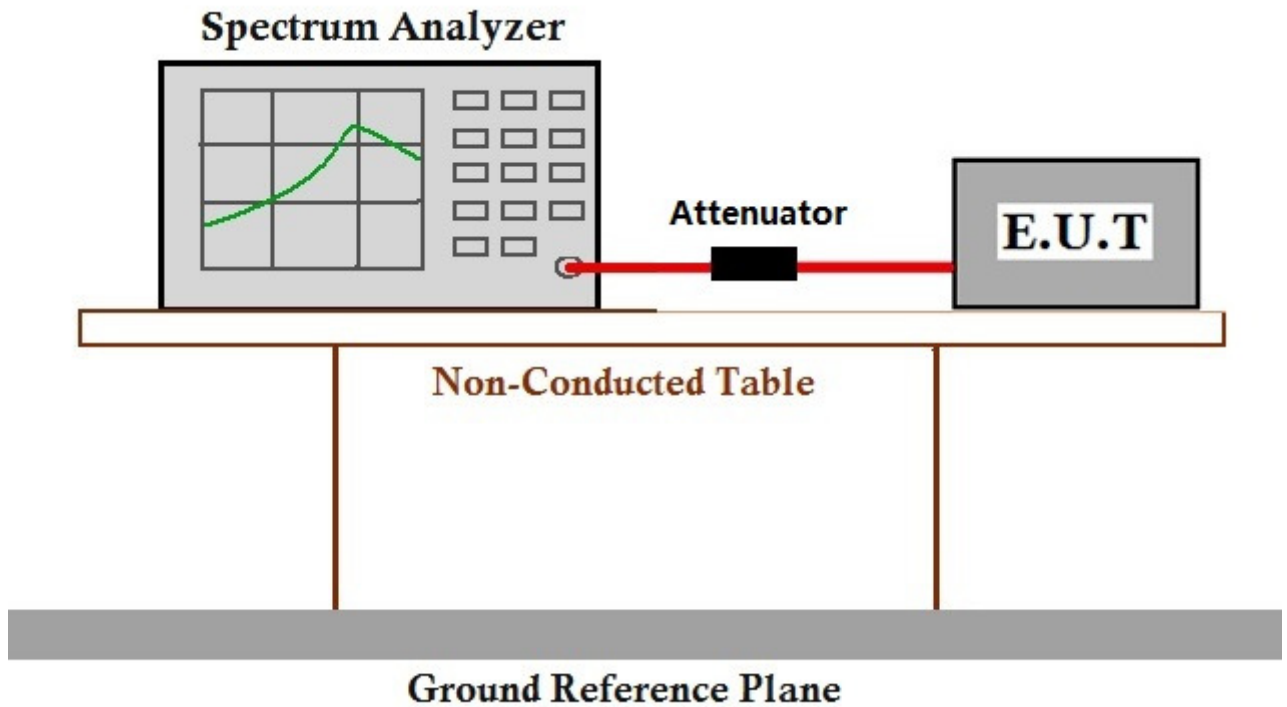 Spectrum Analyzer
Attenuator
E.U.T
Non-Conducted Table
Ground Reference Plane